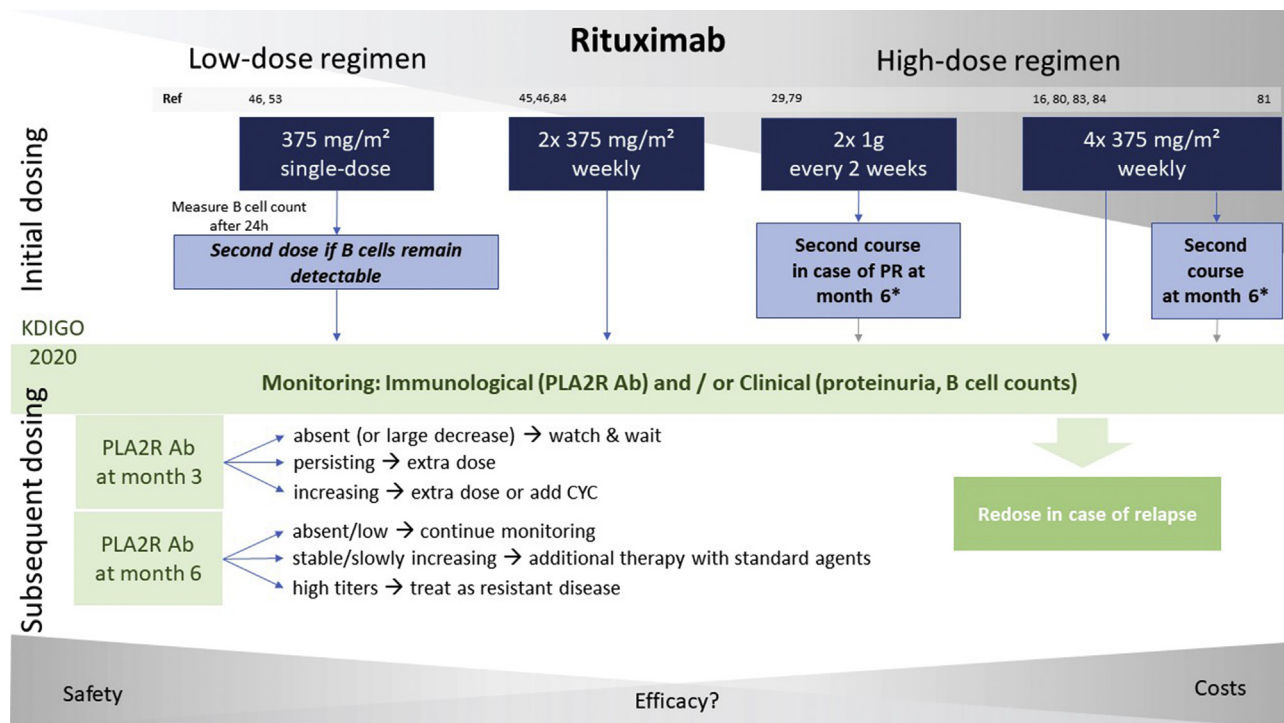 Rituximab
Low-dose regimen
High-dose regimen
Ref
46, 53
45,46,84
29,79
16, 80, 83, 84
81
Initial dosing
375 mg/m²
single-dose
2x 375 mg/m²
weekly
2x 1g
every 2 weeks
4x 375 mg/m²
weekly
Measure B cell count
after 24h
Second dose if B cells remain
detectable
Second course
in case of PR at
month 6*
Second
course
at month 6*
KDIGO
2020
Monitoring: Immunological (PLA2R Ab) and / or Clinical (proteinuria, B cell counts)
Subsequent dosing
PLA2R Ab
at month 3
absent (or large decrease) → watch & wait
persisting → extra dose
increasing → extra dose or add CYC
PLA2R Ab
at month 6
absent/low → continue monitoring
stable/slowly increasing → additional therapy with standard agents
high titers → treat as resistant disease
Redose in case of relapse
Safety
Efficacy?
Costs